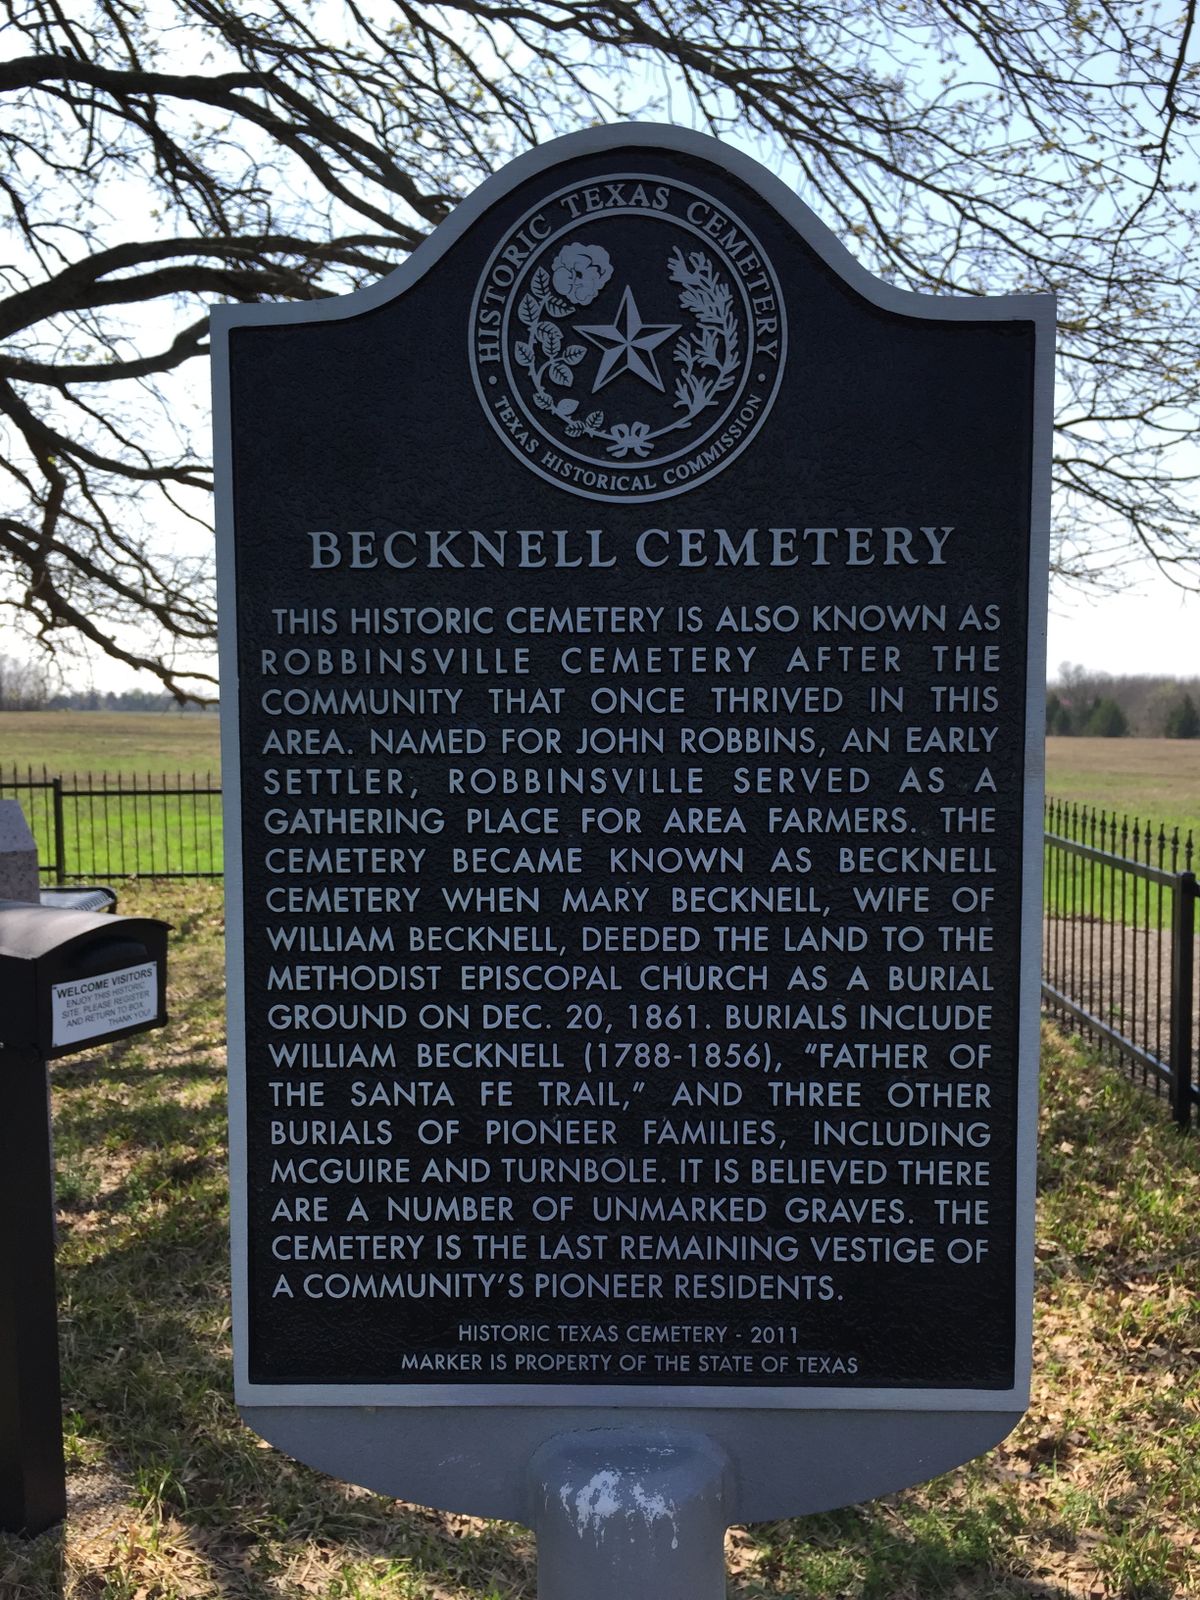 HISTORIC TEXAS CEMETERY
TEXAS HISTORICAL COMMISSION
BECKNELL CEMETERY
THIS HISTORIC CEMETERY IS ALSO KNOWN AS
ROBBINSVILLE CEMETERY AFTER THE
COMMUNITY THAT ONCE THRIVED IN THIS
AREA. NAMED FOR JOHN ROBBINS, AN EARLY
SETTLER, ROBBINSVILLE SERVED AS A
GATHERING PLACE FOR AREA FARMERS. THE
CEMETERY BECAME KNOWN AS BECKNELL
CEMETERY WHEN MARY BECKNELL, WIFE OF
WILLIAM BECKNELL, DEEDED THE LAND TO THE
METHODIST EPISCOPAL CHURCH AS A BURIAL
GROUND ON DEC. 20, 1861. BURIALS INCLUDE
WILLIAM BECKNELL (1788-1856), “FATHER OF
THE SANTA FE TRAIL,” AND THREE OTHER
BURIALS OF PIONEER FAMILIES, INCLUDING
MCGUIRE AND TURNBOLE. IT IS BELIEVED THERE
ARE A NUMBER OF UNMARKED GRAVES. THE
CEMETERY IS THE LAST REMAINING VESTIGE OF
A COMMUNITY’S PIONEER RESIDENTS.
HISTORIC TEXAS CEMETERY - 2011
MARKER IS PROPERTY OF THE STATE OF TEXAS
WELCOME VISITORS
ENJOY THIS HISTORIC
SITE. PLEASE REGISTER
AND RETURN TO BOX.
THANK YOU!